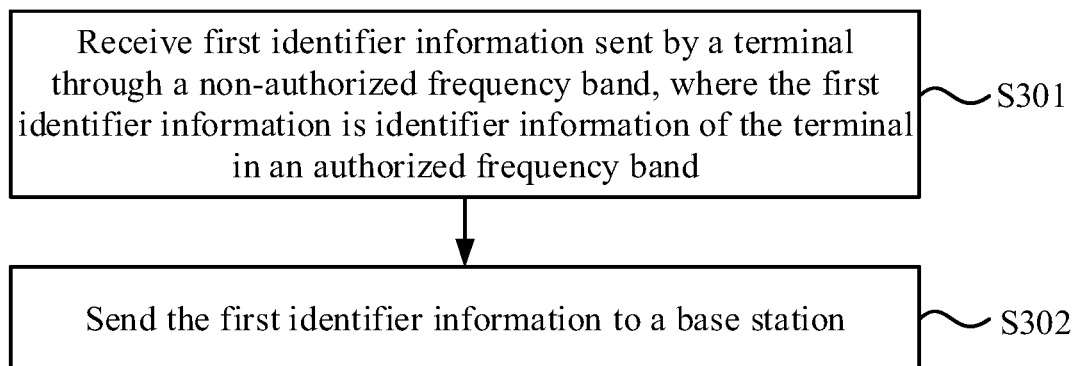 Receive first identifier information sent by a terminal
through a non-authorized frequency band, where the first
identifier information is identifier information of the terminal
in an authorized frequency band
S301
Send the first identifier information to a base station
S302